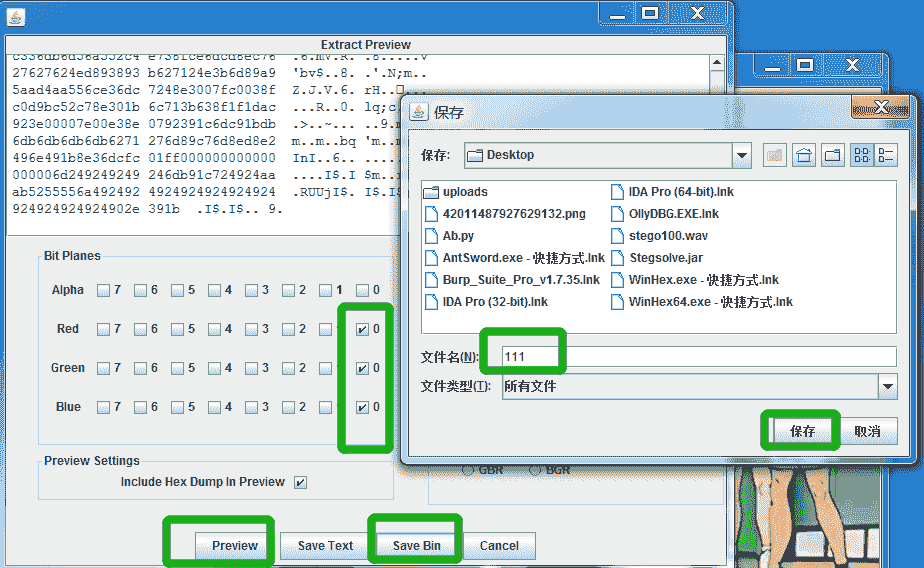 Extract Preview
c336db6d56a552c4 e7381ce6dcd8ec76 .6.mV.R. .8.....v
27627624ed893893 b627124e3b6d89a9 'bv$..8. .'.N;m..
5aad4aa556ce36dc 7248e3007fc0038f Z.J.V.6. rH..
c0d9bc52c78e301b 6c713b638f1f1dac ...R..0. lq;c
923e00007e00e38e 0792391c6dc91bdb .>..~... ..9.m
6db6db6db6db6271 276d89c76d8ed8e2 m..m..bq 'm..m
496e491b8e36dcfc 01ff000000000000 InI..6.. .....
000006d249249249 246db91c724924aa ....I$.I $m..r
ab5255556a492492 4924924924924924 .RUUjI$. I$.I$
924924924924902e 391b .I$.I$.. 9.
Bit Planes
Alpha 7 6 5 4 3 2 1 0
Red 7 6 5 4 3 2 0
Green 7 6 5 4 3 2 0
Blue 7 6 5 4 3 2 0
Preview Settings
Include Hex Dump In Preview
GBR BGR
Preview Save Text Save Bin Cancel
保存
保存: Desktop
uploads IDA Pro (64-bit).lnk
42011487927629132.png OllyDBG.EXE.lnk
Ab.py stego100.wav
AntSword.exe - 快捷方式.lnk Stegsolve.jar
Burp_Suite_Pro_v1.7.35.lnk WinHex.exe - 快捷方式.lnk
IDA Pro (32-bit).lnk WinHex64.exe - 快捷方式.lnk
文件名(N): 111
文件类型(T): 所有文件
保存 取消